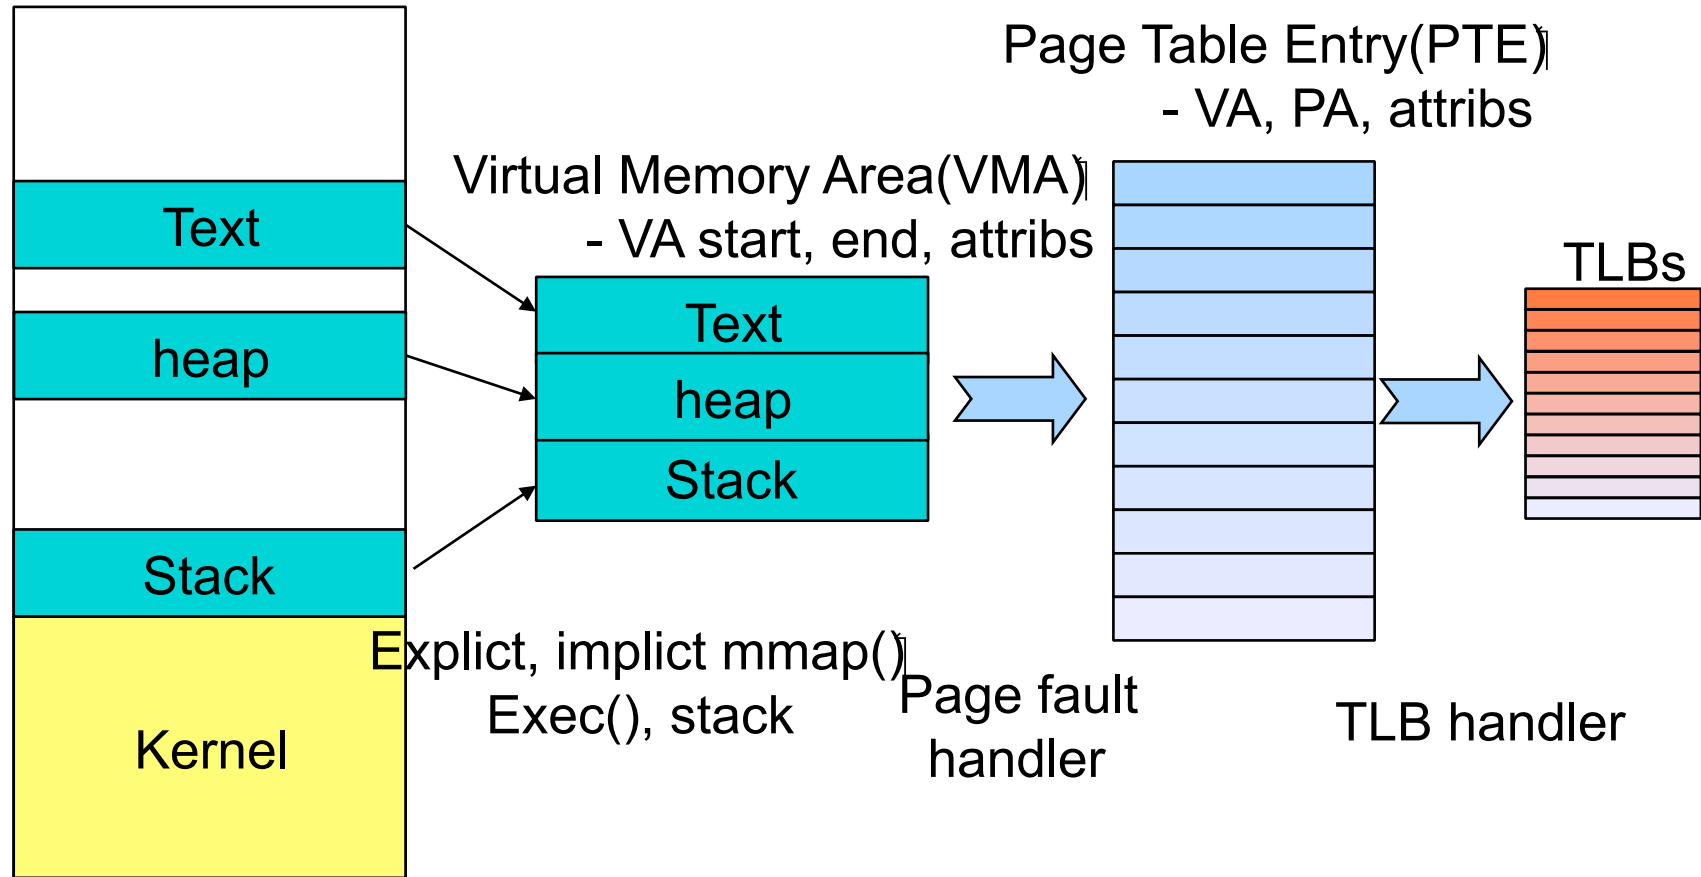 Page Table Entry(PTE)
- VA, PA, attribs
Virtual Memory Area(VMA)
- VA start, end, attribs
Text
heap
Stack
Kernel
Text
heap
Stack
TLBs
Explict, implict mmap()
Exec(), stack
Page fault
handler
TLB handler